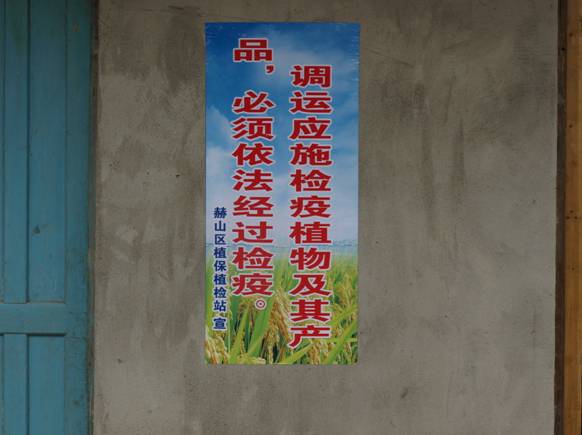 调运应施检疫植物及其产
品，必须依法经过检疫。
赫山区植保植检站 宣